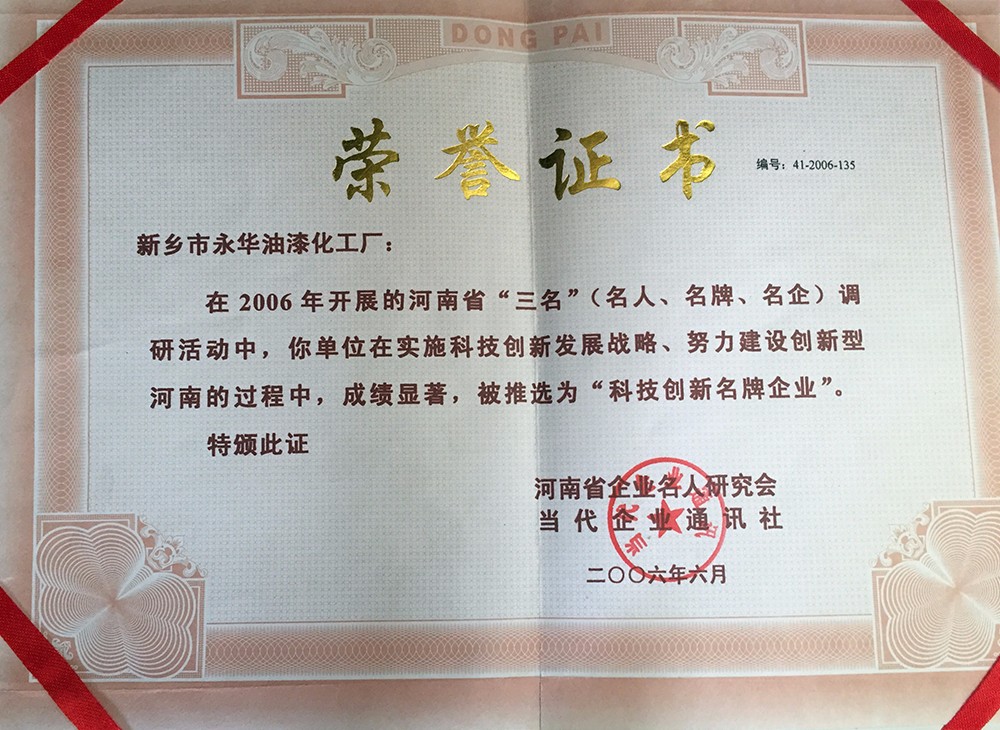 DONG PAI
荣誉证书
编号：41-2006-135
新乡市永华油漆化工厂：
在 2006 年开展的河南省“三名”（名人、名牌、名企）调
研活动中，你单位在实施科技创新发展战略、努力建设创新型
河南的过程中，成绩显著，被推选为“科技创新名牌企业”。
特颁此证
河南省企业名人研究会
当代企业通讯社
二〇〇六年六月